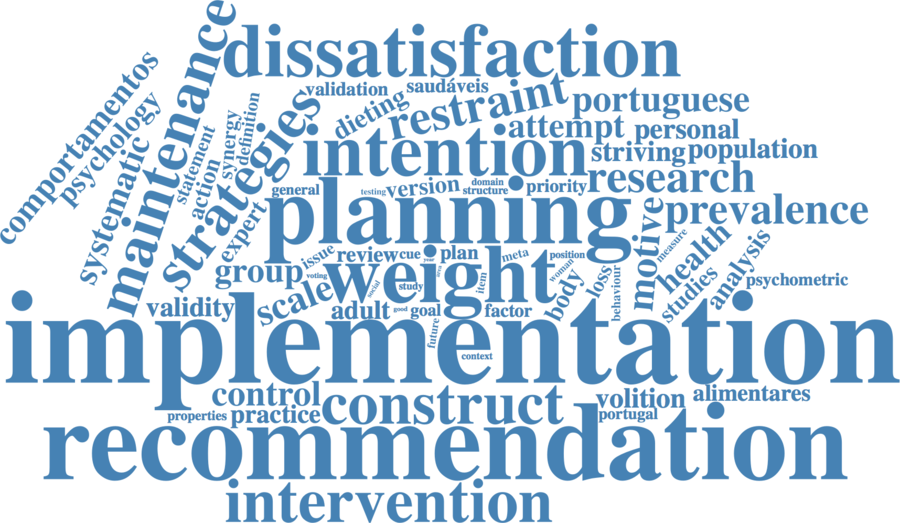 dissatisfaction
maintenance
comportamentos
psychology
systematic
statement
action
synergy
definition
strategies
expert
validation
saudáveis
dieting
restraint
portuguese
attempt
personal
intention
striving
population
general
testing
version
domain
structure
priority
research
planning
prevalence
motive
measure
health
studies
analysis
psychometric
issue
review
cue
year
plan
meta
position
woman
group
voting
weight
social
study
item
body
loss
behaviour
validity
scale
adult
good
goal
factor
future
implementation
context
control
construct
volition
alimentares
properties
practice
portugal
recommendation
intervention